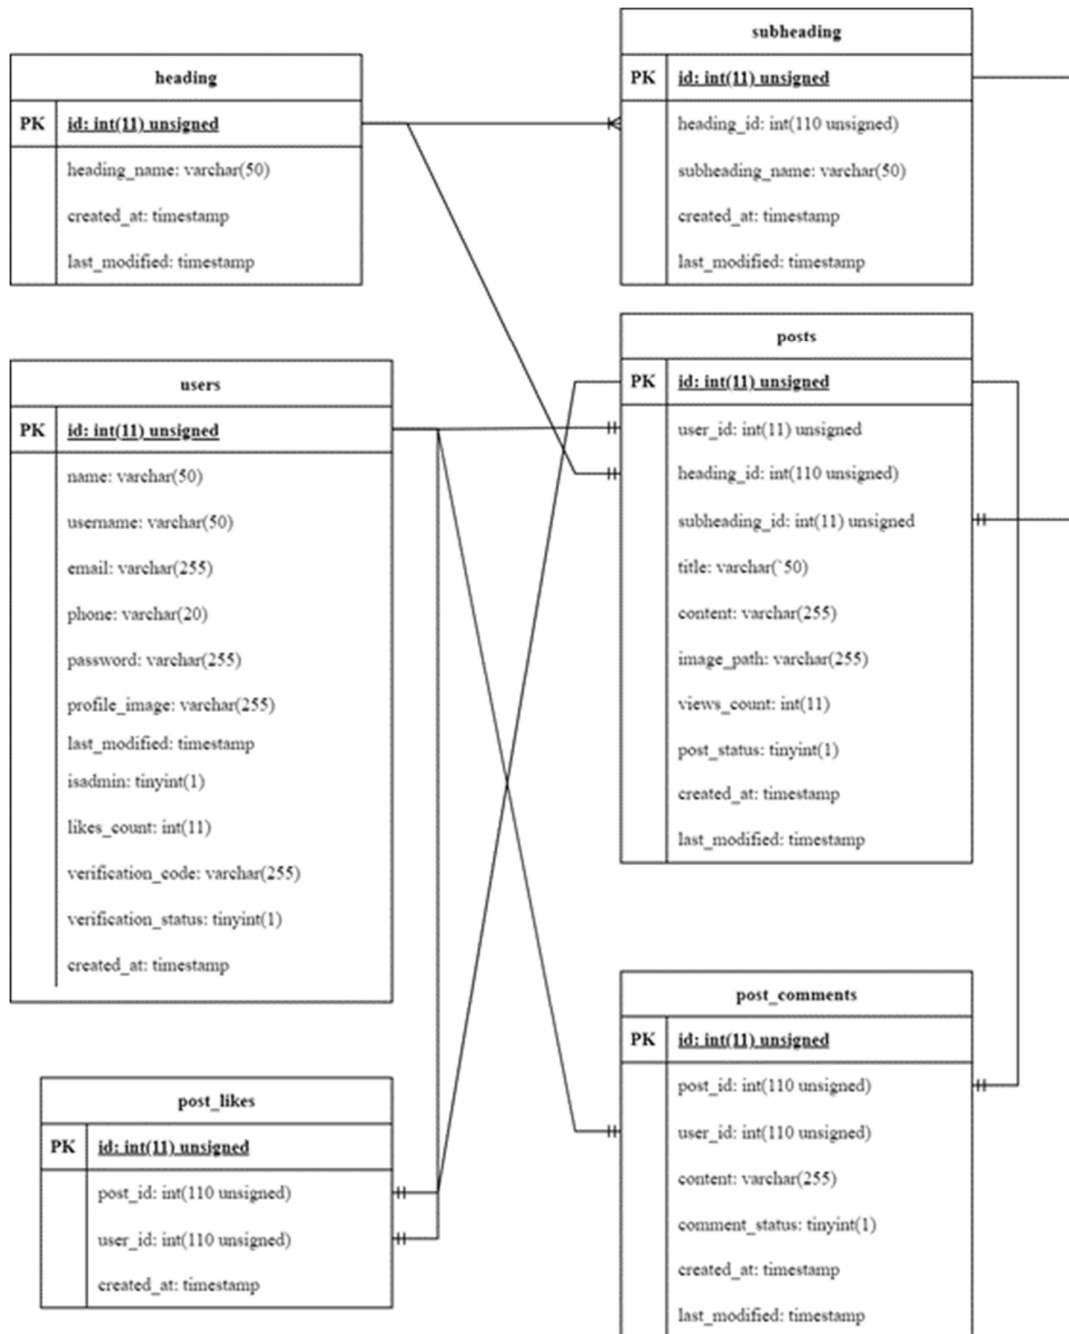 heading
PK id: int(11) unsigned
heading_name: varchar(50)
created_at: timestamp
last_modified: timestamp
subheading
PK id: int(11) unsigned
heading_id: int(110 unsigned)
subheading_name: varchar(50)
created_at: timestamp
last_modified: timestamp
users
PK id: int(11) unsigned
name: varchar(50)
username: varchar(50)
email: varchar(255)
phone: varchar(20)
password: varchar(255)
profile_image: varchar(255)
last_modified: timestamp
isadmin: tinyint(1)
likes_count: int(11)
verification_code: varchar(255)
verification_status: tinyint(1)
created_at: timestamp
posts
PK id: int(11) unsigned
user_id: int(11) unsigned
heading_id: int(110 unsigned)
subheading_id: int(11) unsigned
title: varchar(`50)
content: varchar(255)
image_path: varchar(255)
views_count: int(11)
post_status: tinyint(1)
created_at: timestamp
last_modified: timestamp
post_likes
PK id: int(11) unsigned
post_id: int(110 unsigned)
user_id: int(110 unsigned)
created_at: timestamp
post_comments
PK id: int(11) unsigned
post_id: int(110 unsigned)
user_id: int(110 unsigned)
content: varchar(255)
comment_status: tinyint(1)
created_at: timestamp
last_modified: timestamp